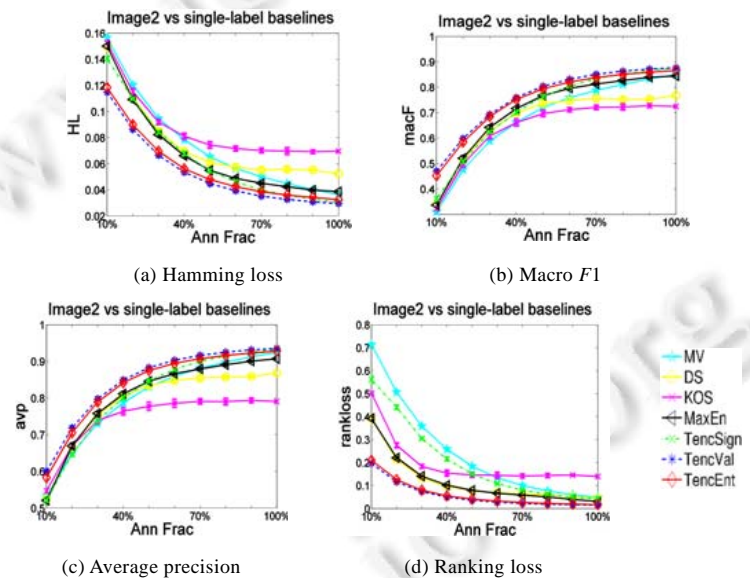 Image2 vs single-label baselines
HL
0.16
0.14
0.12
0.10
0.08
0.06
0.04
0.02
10%
40%
70%
100%
Ann Frac
(a) Hamming loss
Image2 vs single-label baselines
macF
1
0.9
0.8
0.7
0.6
0.5
0.4
10%
40%
70%
100%
Ann Frac
(b) Macro F1
Image2 vs single-label baselines
avp
1
0.9
0.8
0.7
0.6
0.5
10%
40%
70%
100%
Ann Frac
(c) Average precision
Image2 vs single-label baselines
rankloss
0.8
0.7
0.6
0.5
0.4
0.3
0.2
0.1
0
10%
40%
70%
100%
Ann Frac
(d) Ranking loss
MV
DS
KOS
MaxEn
TencSign
TencVal
TencEnt